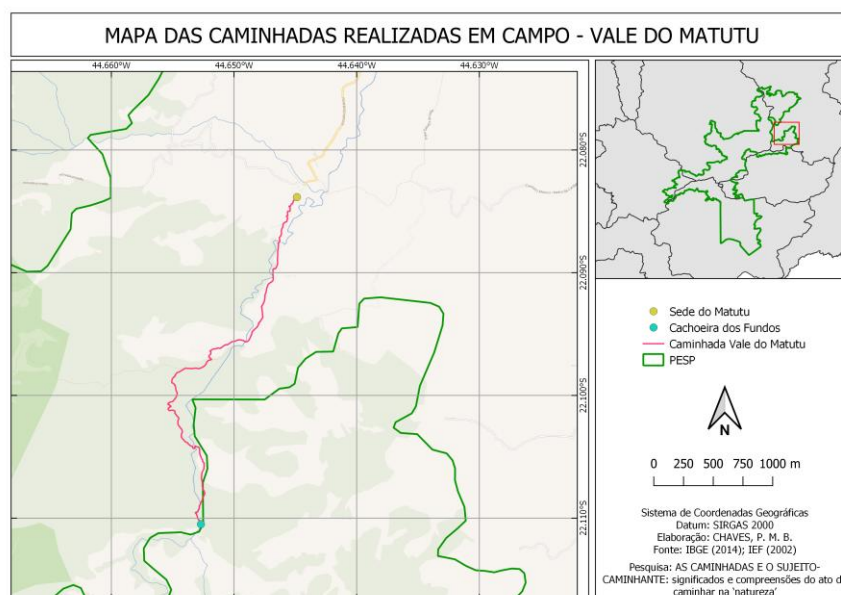 MAPA DAS CAMINHADAS REALIZADAS EM CAMPO - VALE DO MATUTU
44.660°W 44.650°W 44.640°W 44.630°W
22.080°S
22.090°S
22.100°S
22.110°S
Sede do Matutu
Cachoeira dos Fundos
Caminhada Vale do Matutu
PESP
N
0 250 500 750 1000 m
Sistema de Coordenadas Geográficas
Datum: SIRGAS 2000
Elaboração: CHAVES, P. M. B.
Fonte: IBGE (2014); IEF (2002)
Pesquisa: AS CAMINHADAS E O SUJEITO-
CAMINHANTE: significados e compreensões do ato d
caminhar na 'natureza'